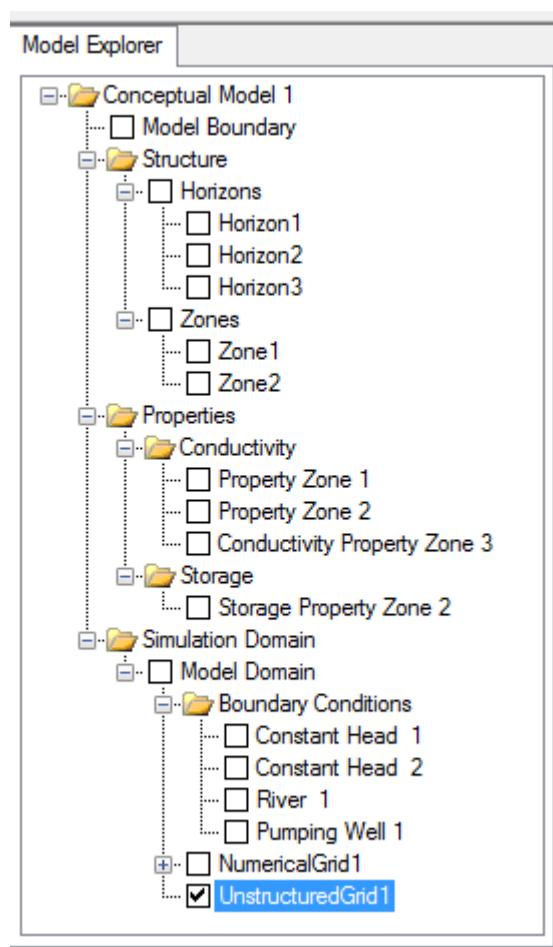 Model Explorer
Conceptual Model 1
Model Boundary
Structure
Horizons
Horizon1
Horizon2
Horizon3
Zones
Zone1
Zone2
Properties
Conductivity
Property Zone 1
Property Zone 2
Conductivity Property Zone 3
Storage
Storage Property Zone 2
Simulation Domain
Model Domain
Boundary Conditions
Constant Head  1
Constant Head  2
River  1
Pumping Well 1
NumericalGrid1
UnstructuredGrid1